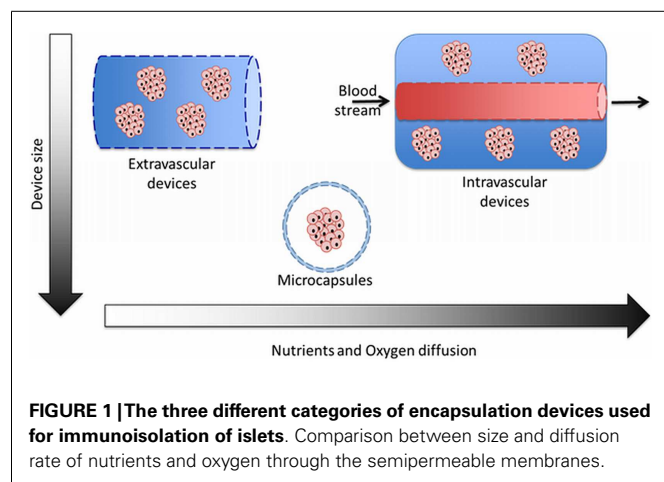 Device size
Extravascular
devices
Blood
stream
Intravascular
devices
Microcapsules
Nutrients and Oxygen diffusion
FIGURE 1 | The three different categories of encapsulation devices used
for immunoisolation of islets. Comparison between size and diffusion
rate of nutrients and oxygen through the semipermeable membranes.